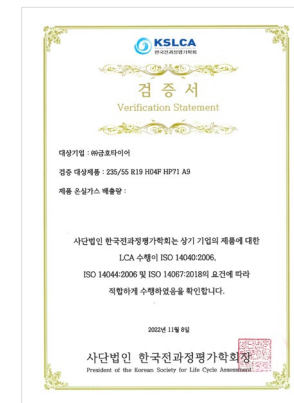 KSLCA
한국전과정평가학회
검 증 서
Verification Statement
대상기업 : ㈜금호타이어
검증 대상제품 : 235/55 R19 H04F HP71 A9
제품 온실가스 배출량 :
사단법인 한국전과정평가학회는 상기 기업의 제품에 대한
LCA 수행이 ISO 14040:2006,
ISO 14044:2006 및 ISO 14067:2018의 요건에 따라
적합하게 수행하였음을 확인합니다.
2022년 11월 8일
사단법인 한국전과정평가학회장
President of the Korean Society for Life Cycle Assessment